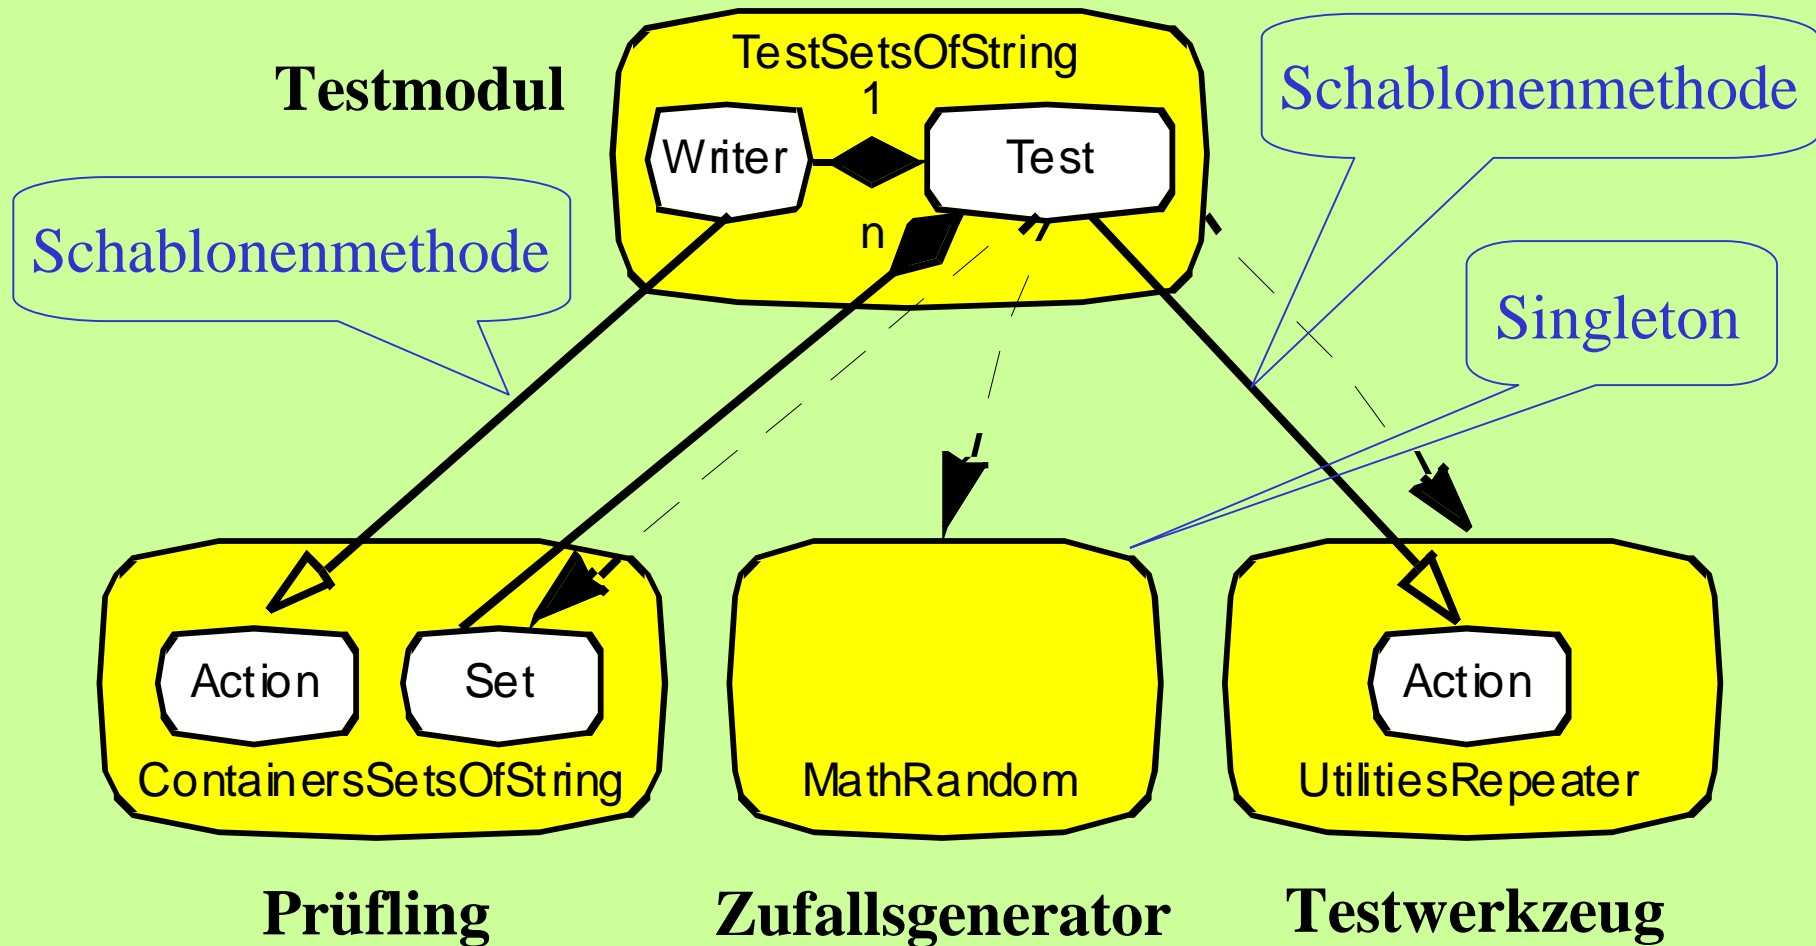 TestSetsOfString
Testmodul
1
Schablonenmethode
Writer
Test
Schablonenmethode
n
Singleton
Action
Set
Action
ContainersSetsOfString
MathRandom
UtilitiesRepeater
Prüfling
Zufallsgenerator
Testwerkzeug